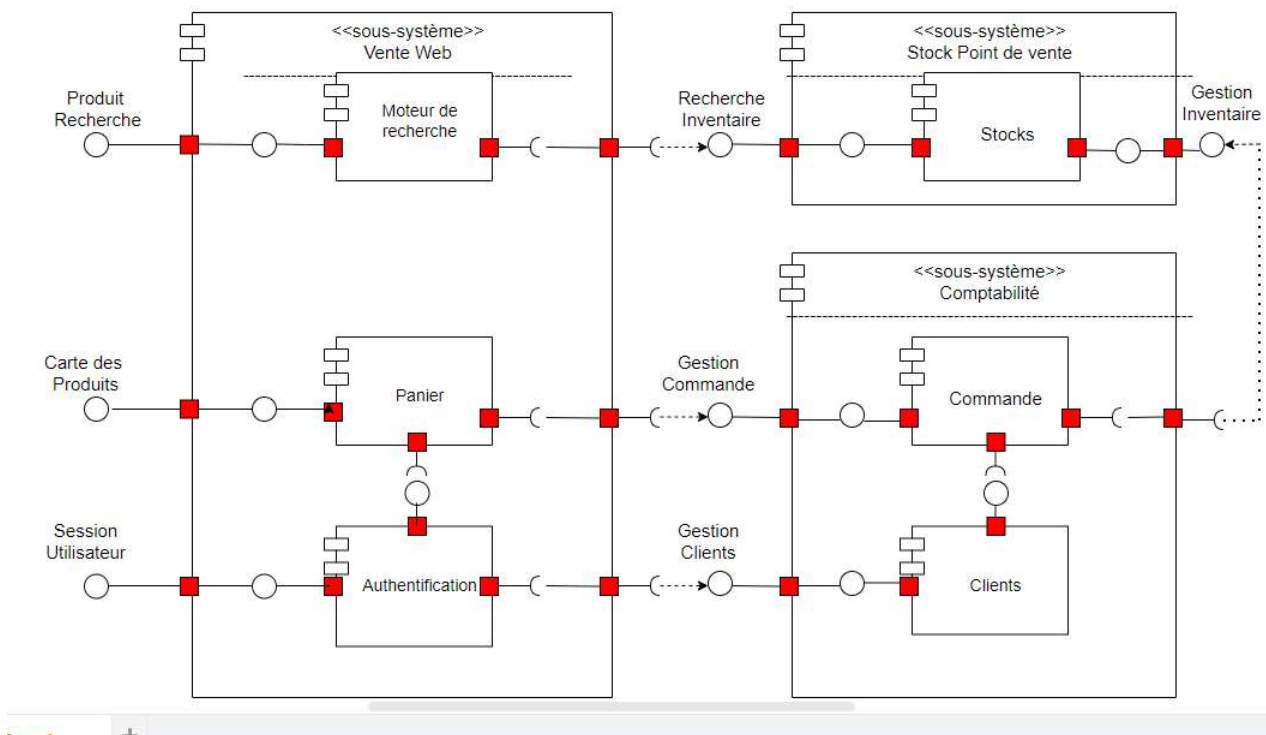 <<sous-système>>
Vente Web
<<sous-système>>
Stock Point de vente
Produit
Recherche
Moteur de
recherche
Recherche
Inventaire
Stocks
Gestion
Inventaire
<<sous-système>>
Comptabilité
Carte des
Produits
Panier
Gestion
Commande
Commande
Session
Utilisateur
Authentification
Gestion
Clients
Clients